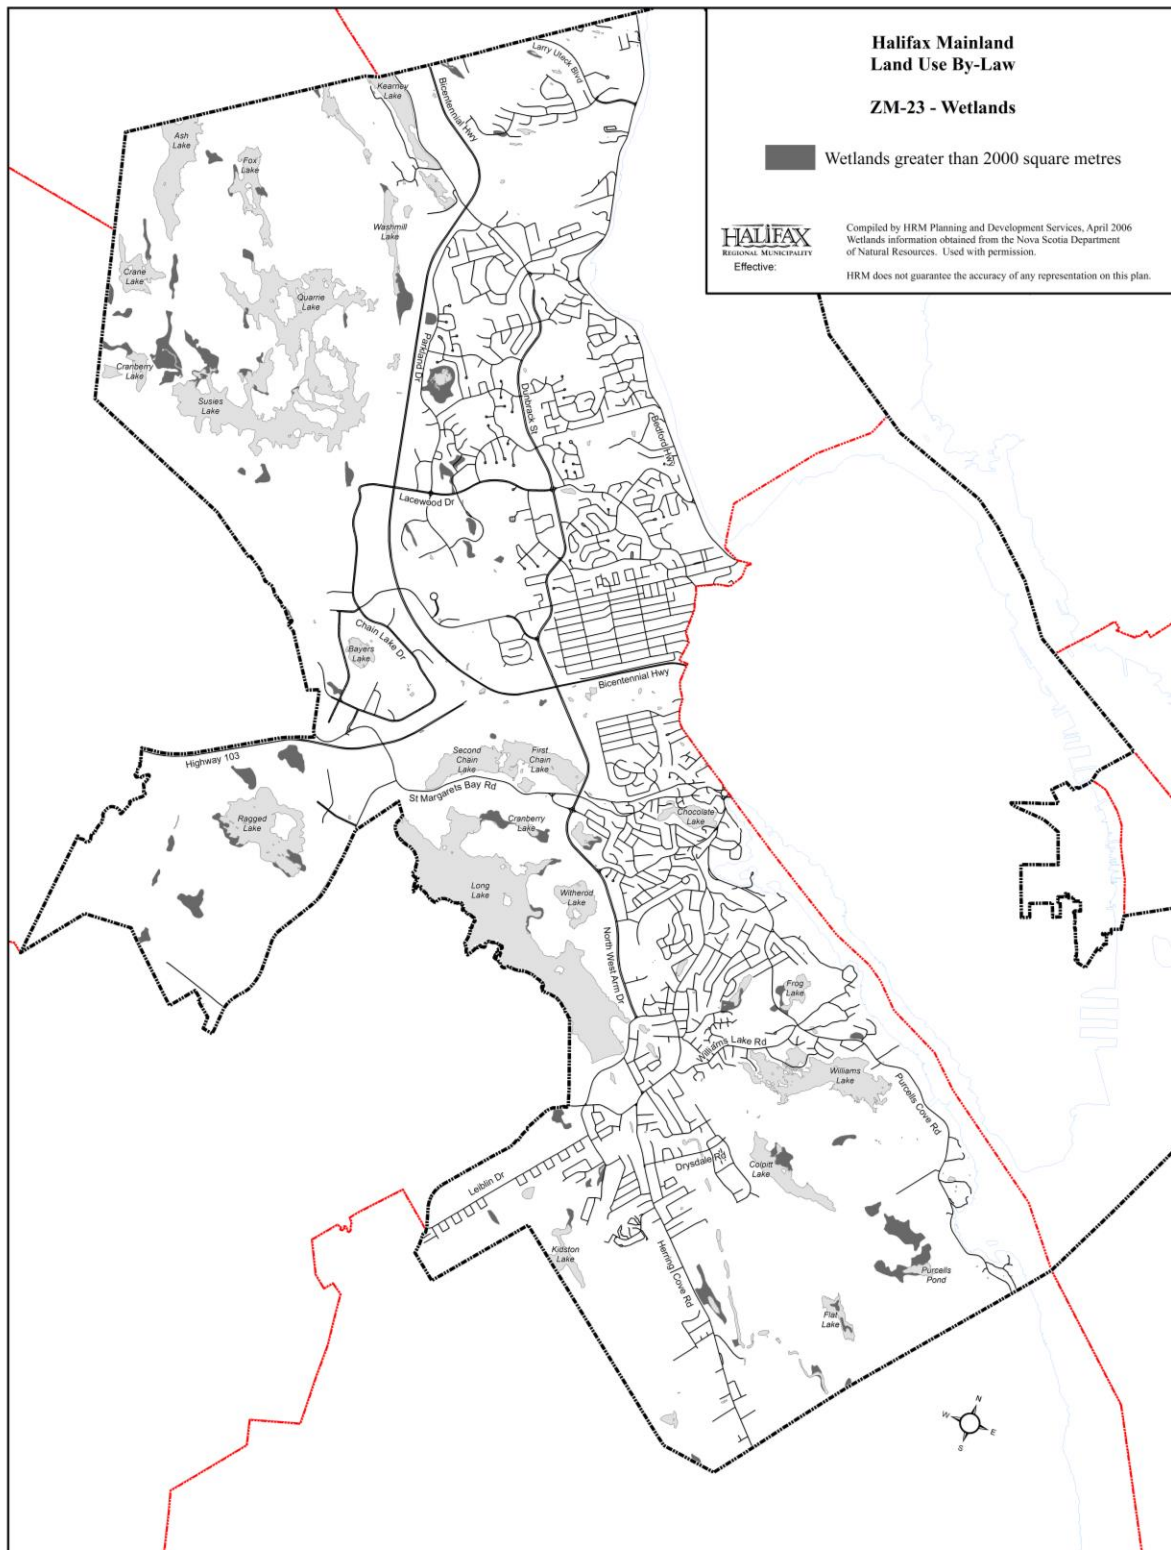 Halifax Mainland
Land Use By-Law
ZM-23 - Wetlands
Wetlands greater than 2000 square metres
HALIFAX
REGIONAL MUNICIPALITY
Effective:
Compiled by HRM Planning and Development Services, April 2006
Wetlands information obtained from the Nova Scotia Department
of Natural Resources. Used with permission.
HRM does not guarantee the accuracy of any representation on this plan.
Larry Uteck Blvd
Kearney
Lake
Bicentennial Hwy
Ash
Lake
Fox
Lake
Washmill
Lake
Crane
Lake
Quarrie
Lake
Cranberry
Lake
Susies
Lake
Parkland Dr
Dunbrack St
Bedford Hwy
Lacewood Dr
Chain Lake Dr
Bayers
Lake
Bicentennial Hwy
Highway 103
Second
Chain
Lake
First
Chain
Lake
St Margarets Bay Rd
Ragged
Lake
Cranberry
Lake
Chocolate
Lake
Long
Lake
Witherod
Lake
North West Arm Dr
Frog
Lake
Williams Lake Rd
Williams
Lake
Purcells Cove Rd
Leiblin Dr
Drysdale Rd
Colpitt
Lake
Kidston
Lake
Herring Cove Rd
Purcells
Pond
Flat
Lake
N
W
E
S